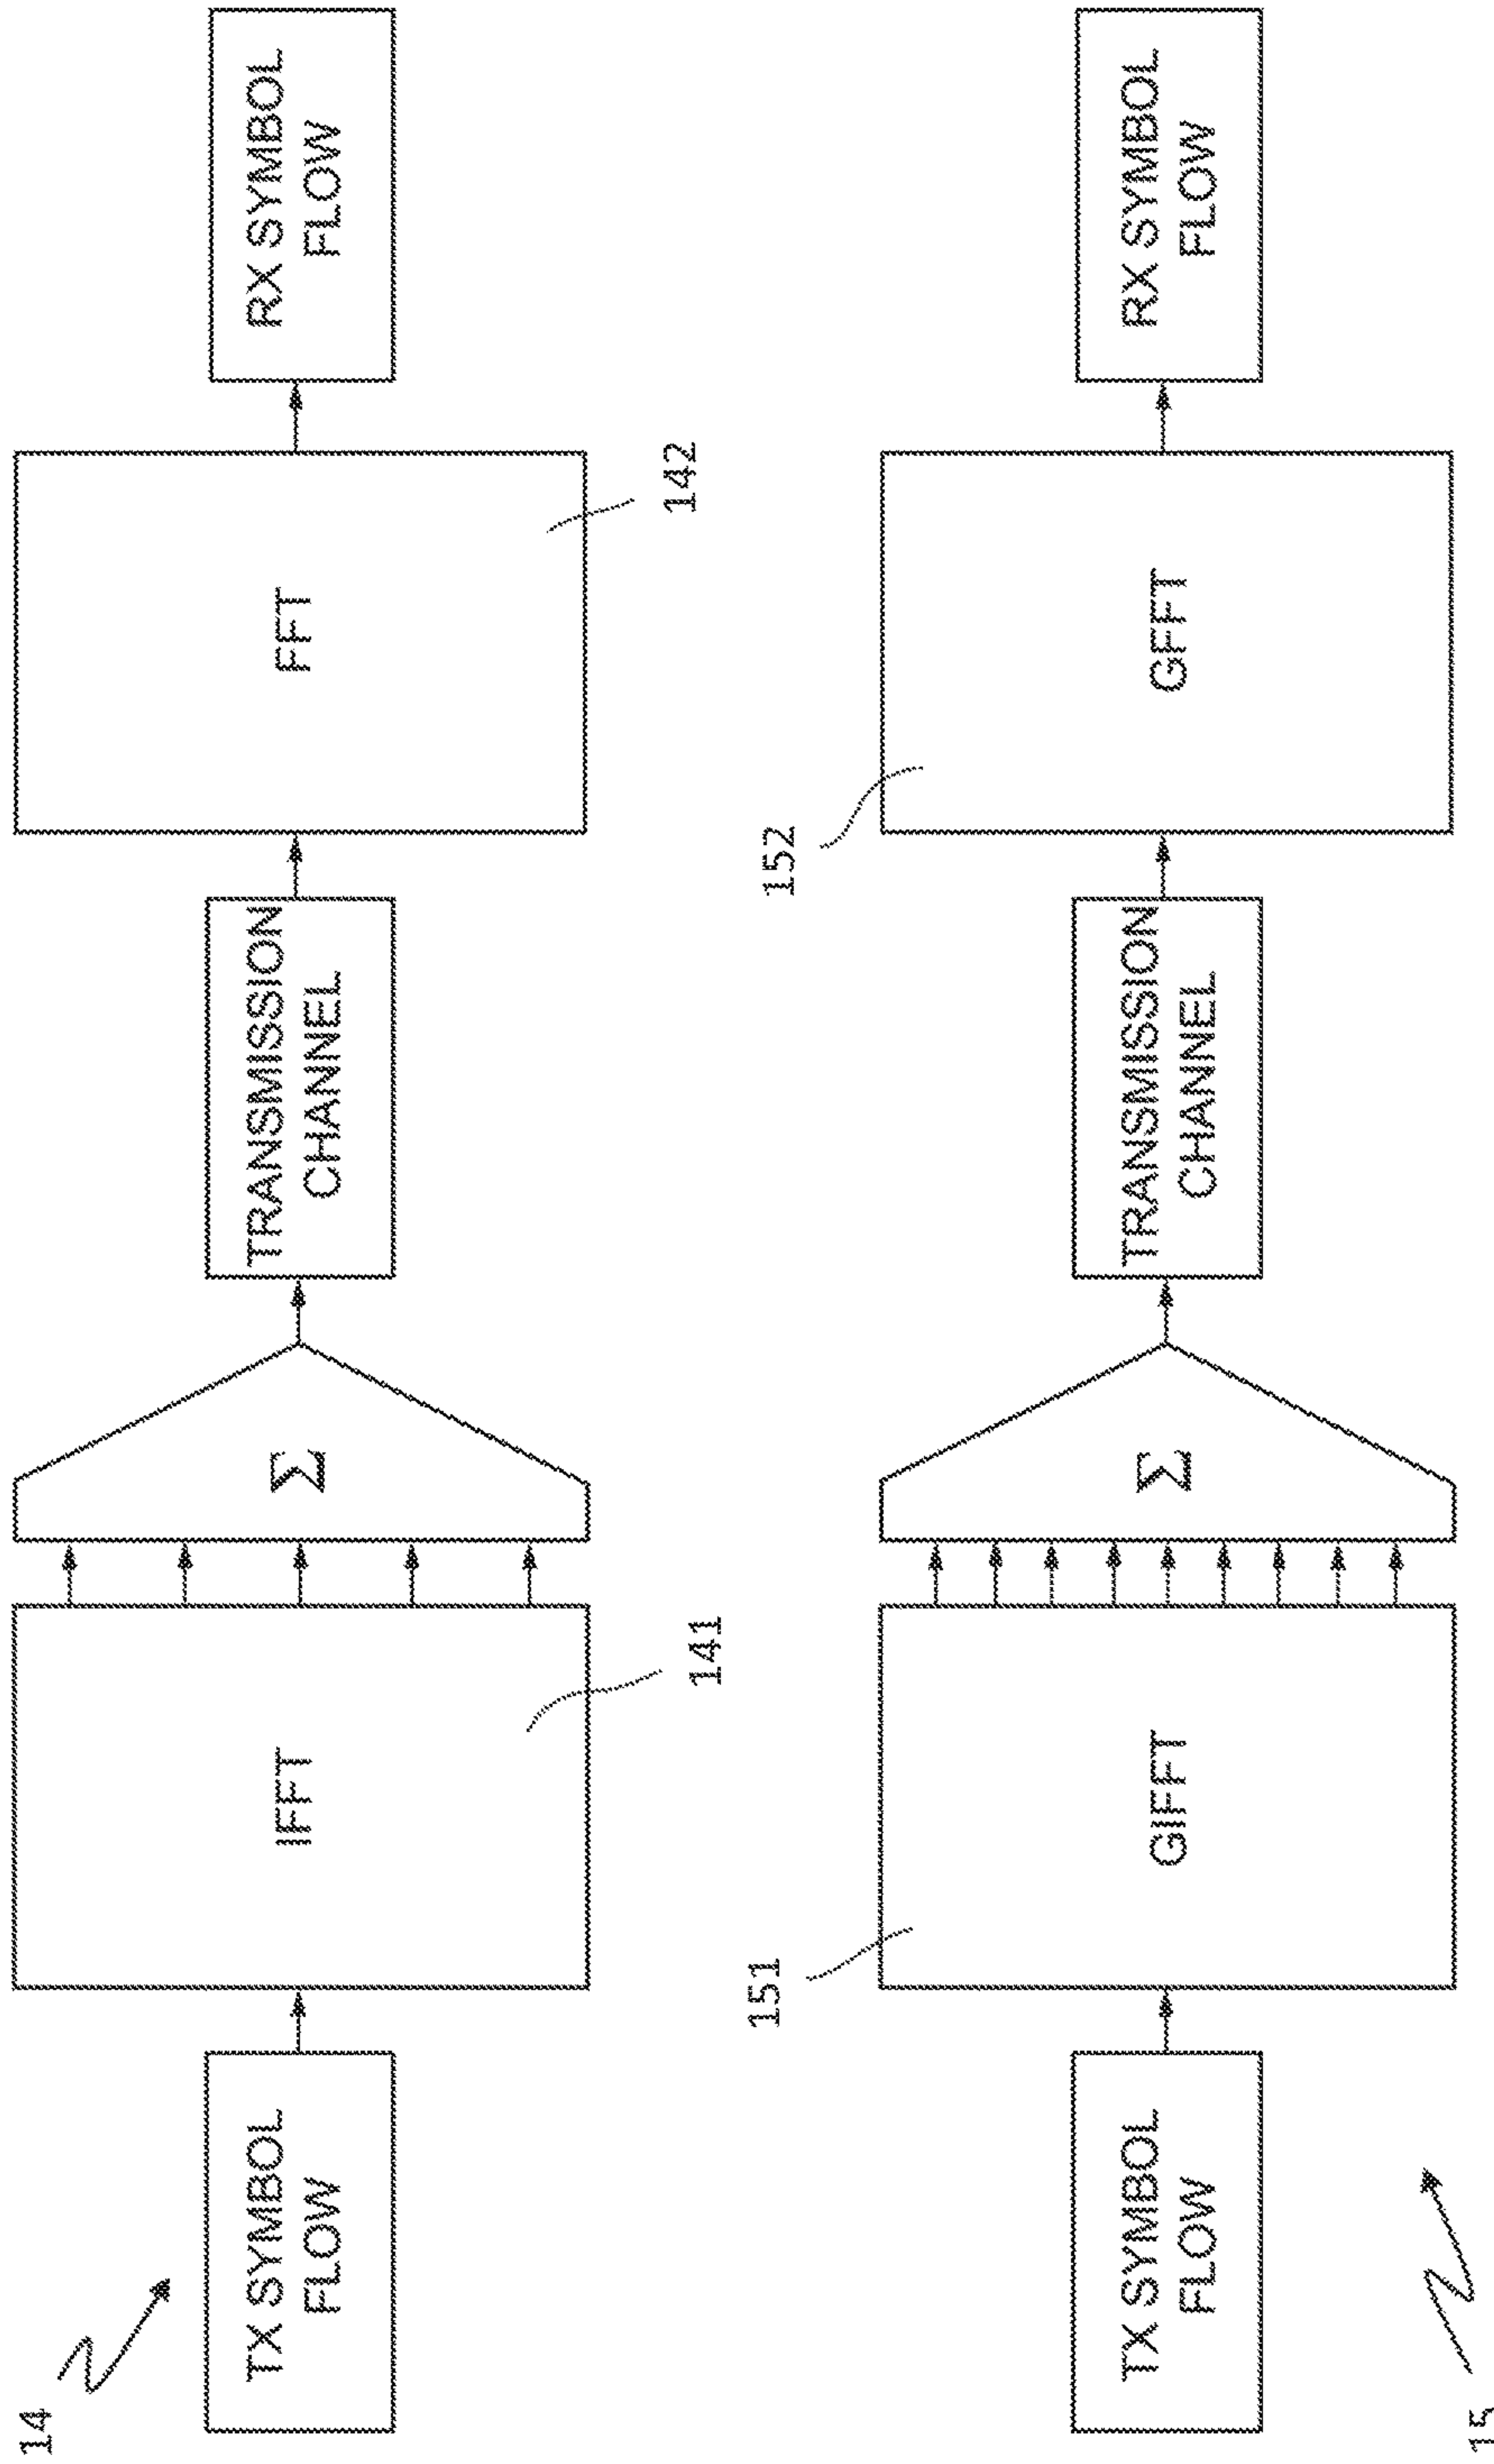 14
TX SYMBOL
FLOW
IFFT
141
Σ
TRANSMISSION
CHANNEL
FFT
142
RX SYMBOL
FLOW
15
TX SYMBOL
FLOW
GIFFT
151
Σ
TRANSMISSION
CHANNEL
GFFT
152
RX SYMBOL
FLOW